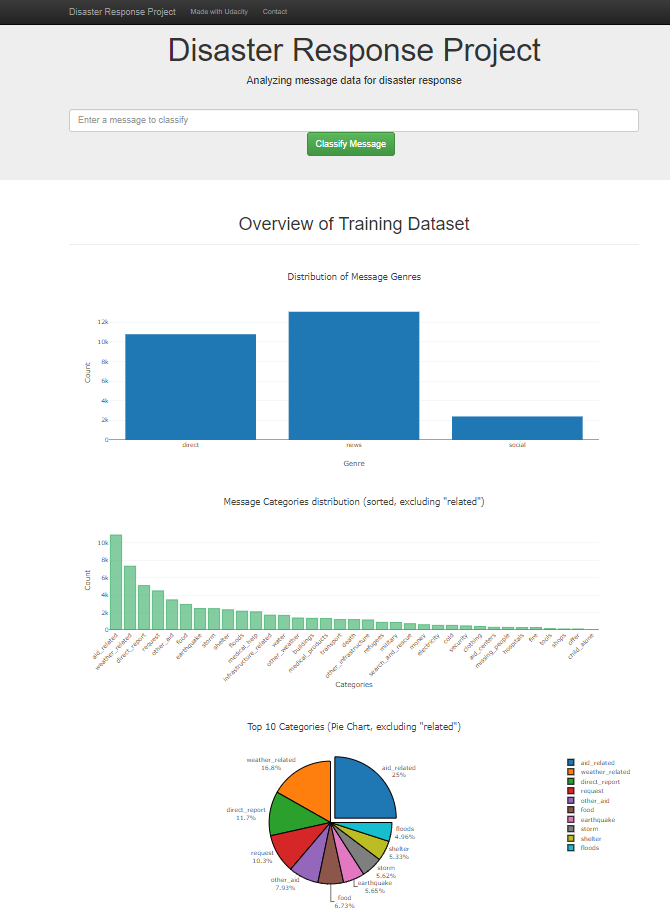 Disaster Response Project Made with Udacity Contact
Disaster Response Project
Analyzing message data for disaster response
Enter a message to classify
Classify Message
Overview of Training Dataset
Distribution of Message Genres
12k
10k
8k
6k
4k
2k
0
Count
direct news social
Genre
Message Categories distribution (sorted, excluding "related")
10k
8k
6k
4k
2k
0
Count
aid_related
weather_related
direct_report
request
other_aid
food
earthquake
storm
shelter
floods
medical_help
infrastructure_related
water
other_weather
buildings
medical_products
transport
death
other_infrastructure
refugees
military
search_and_rescue
money
electricity
cold
security
clothing
aid_centers
missing_people
hospitals
fire
tools
shops
offer
child_alone
Categories
Top 10 Categories (Pie Chart, excluding "related")
aid_related
25%
weather_related
16.8%
direct_report
11.7%
request
10.3%
other_aid
7.93%
food
6.73%
earthquake
5.65%
storm
5.62%
shelter
5.33%
floods
4.96%
aid_related
weather_related
direct_report
request
other_aid
food
earthquake
storm
shelter
floods